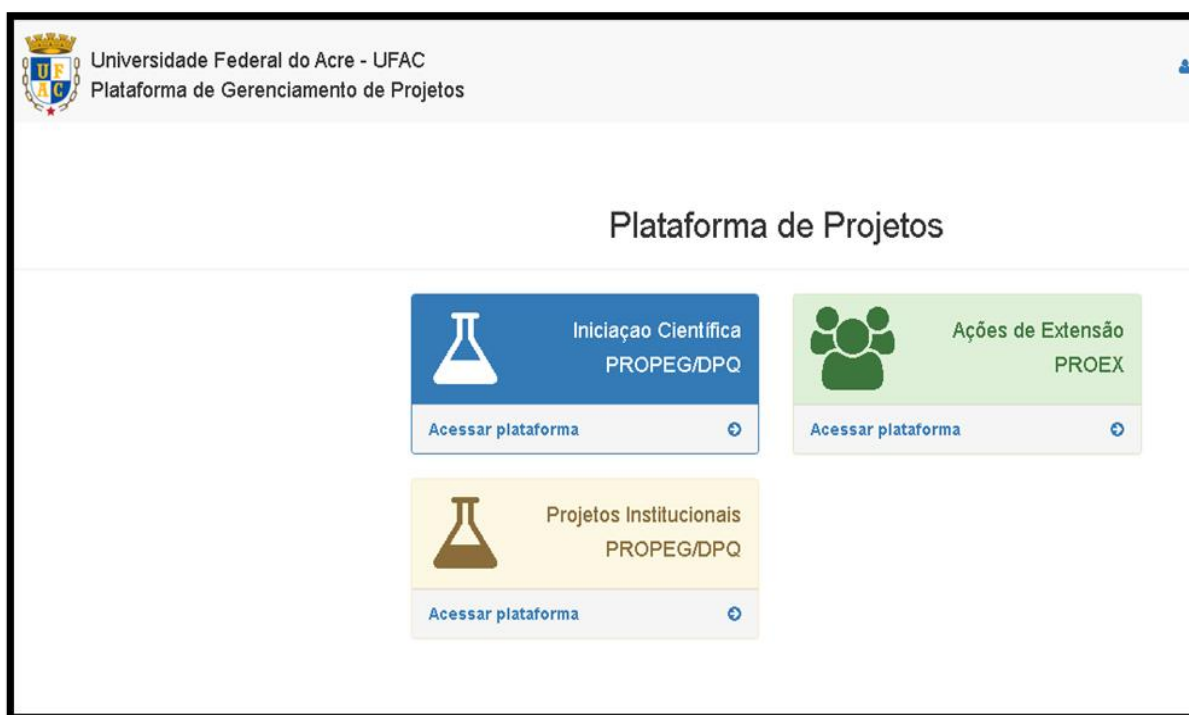 Universidade Federal do Acre - UFAC
Plataforma de Gerenciamento de Projetos
U F
A C
Plataforma de Projetos
Iniciaçao Científica
PROPEG/DPQ
Acessar plataforma
Ações de Extensão
PROEX
Acessar plataforma
Projetos Institucionais
PROPEG/DPQ
Acessar plataforma